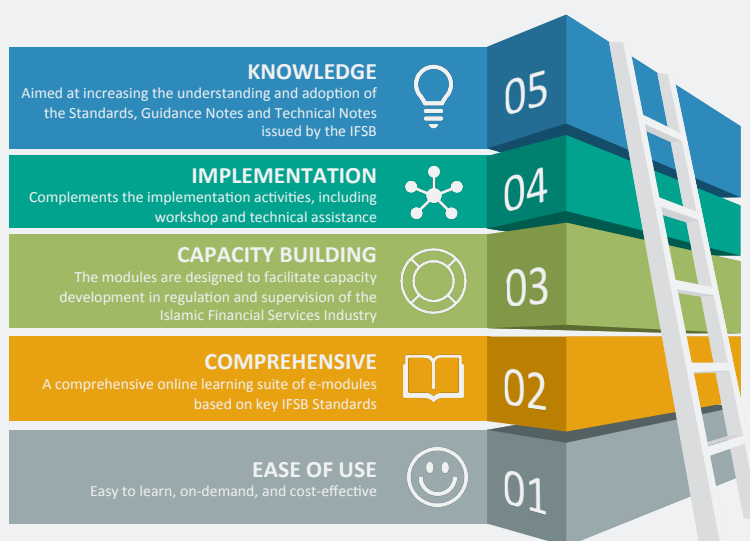 KNOWLEDGE
Aimed at increasing the understanding and adoption of
the Standards, Guidance Notes and Technical Notes
issued by the IFSB
05
IMPLEMENTATION
Complements the implementation activities, including
workshop and technical assistance
04
CAPACITY BUILDING
The modules are designed to facilitate capacity
development in regulation and supervision of the
Islamic Financial Services Industry
03
COMPREHENSIVE
A comprehensive online learning suite of e-modules
based on key IFSB Standards
02
EASE OF USE
Easy to learn, on-demand, and cost-effective
01